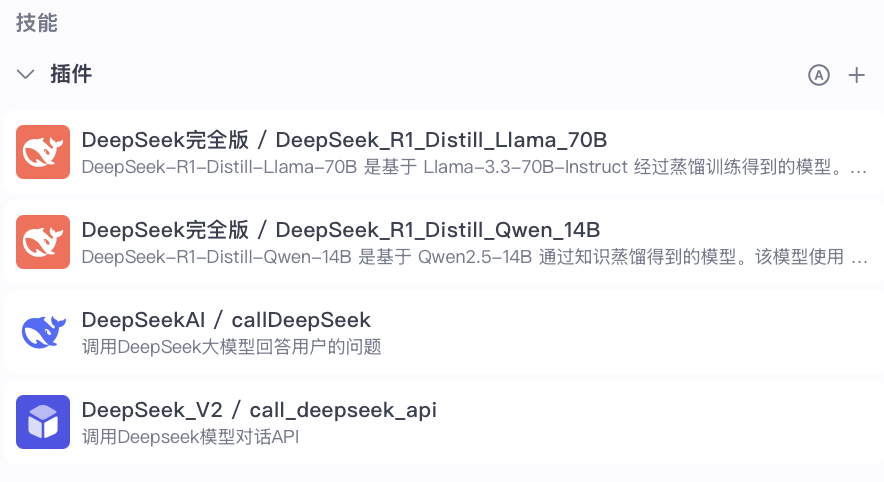 技能
插件
DeepSeek完全版 / DeepSeek_R1_Distill_Llama_70B
DeepSeek-R1-Distill-Llama-70B 是基于 Llama-3.3-70B-Instruct 经过蒸馏训练得到的模型。...
DeepSeek完全版 / DeepSeek_R1_Distill_Qwen_14B
DeepSeek-R1-Distill-Qwen-14B 是基于 Qwen2.5-14B 通过知识蒸馏得到的模型。该模型使用 ...
DeepSeekAI / callDeepSeek
调用DeepSeek大模型回答用户的问题
DeepSeek_V2 / call_deepseek_api
调用Deepseek模型对话API